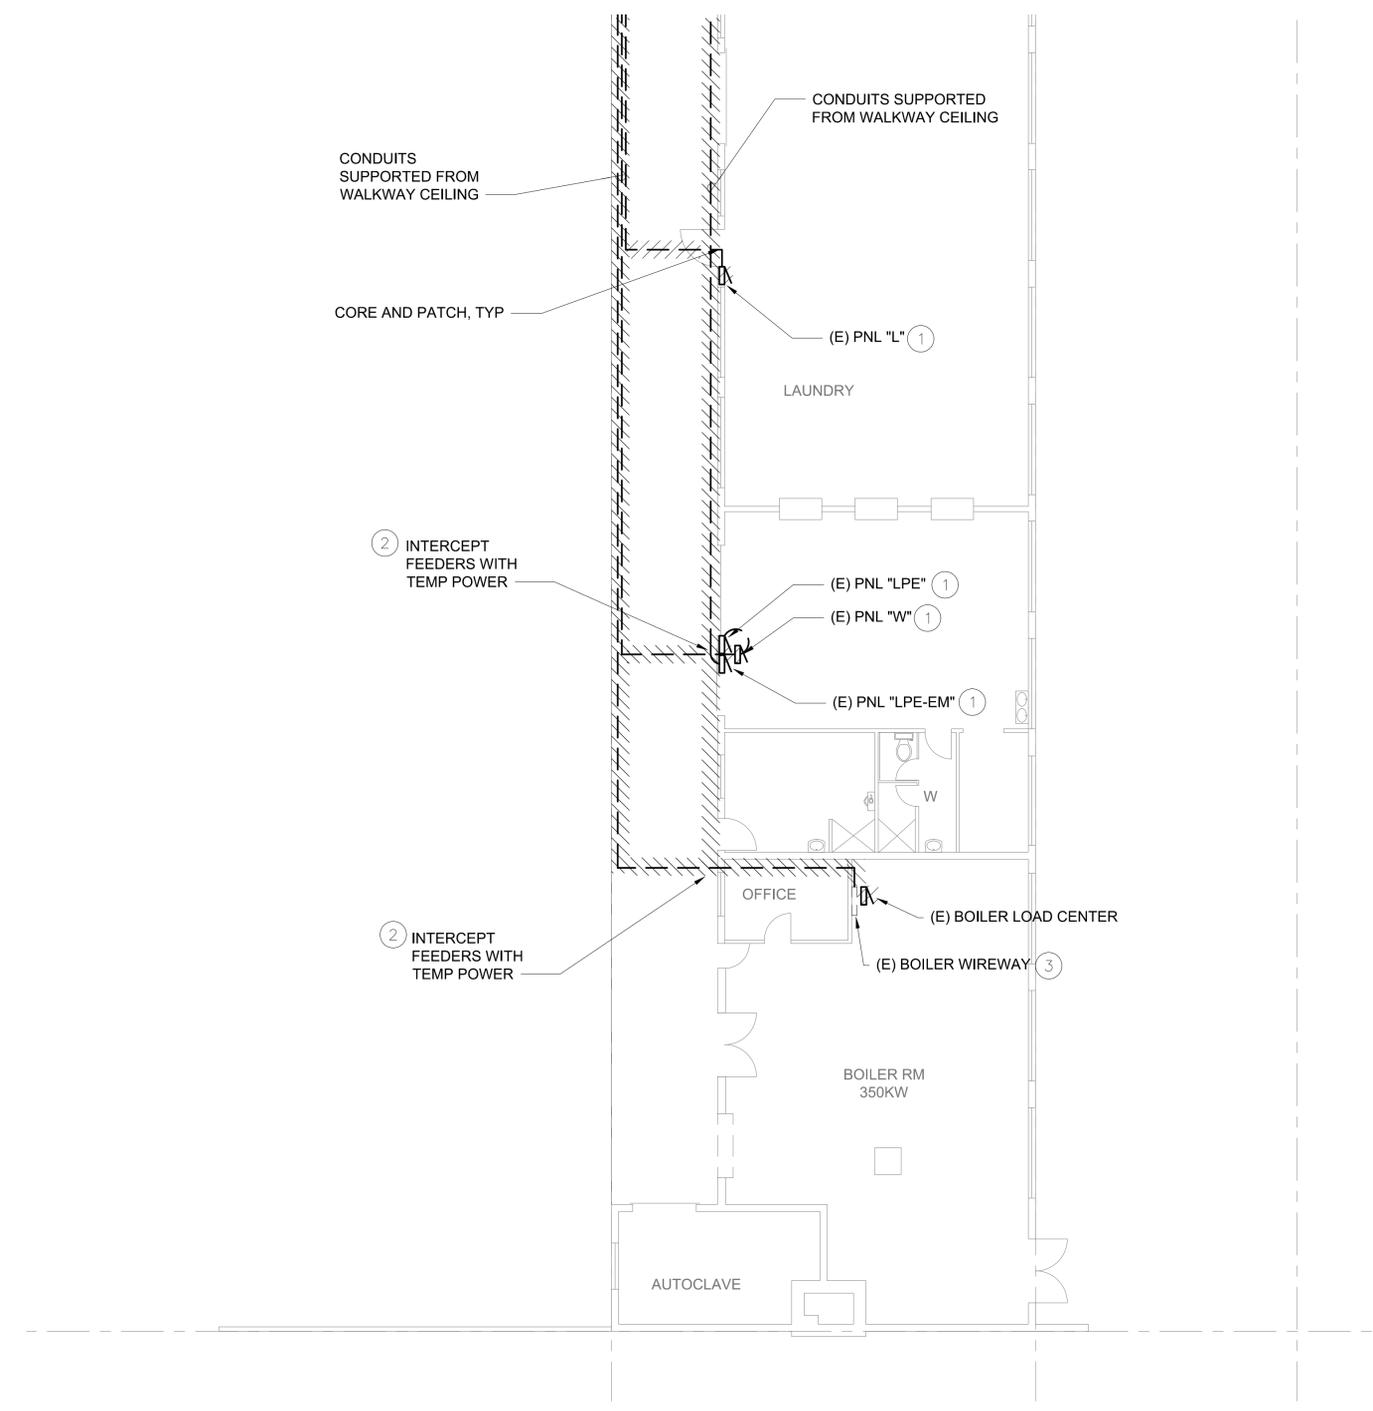 CONDUITS SUPPORTED
FROM WALKWAY CEILING
CONDUITS
SUPPORTED FROM
WALKWAY CEILING
CORE AND PATCH, TYP
(E) PNL "L" 1
LAUNDRY
2 INTERCEPT
FEEDERS WITH
TEMP POWER
(E) PNL "LPE" 1
(E) PNL "W" 1
(E) PNL "LPE-EM" 1
W
OFFICE
(E) BOILER LOAD CENTER
2 INTERCEPT
FEEDERS WITH
TEMP POWER
(E) BOILER WIREWAY 3
BOILER RM
350KW
AUTOCLAVE